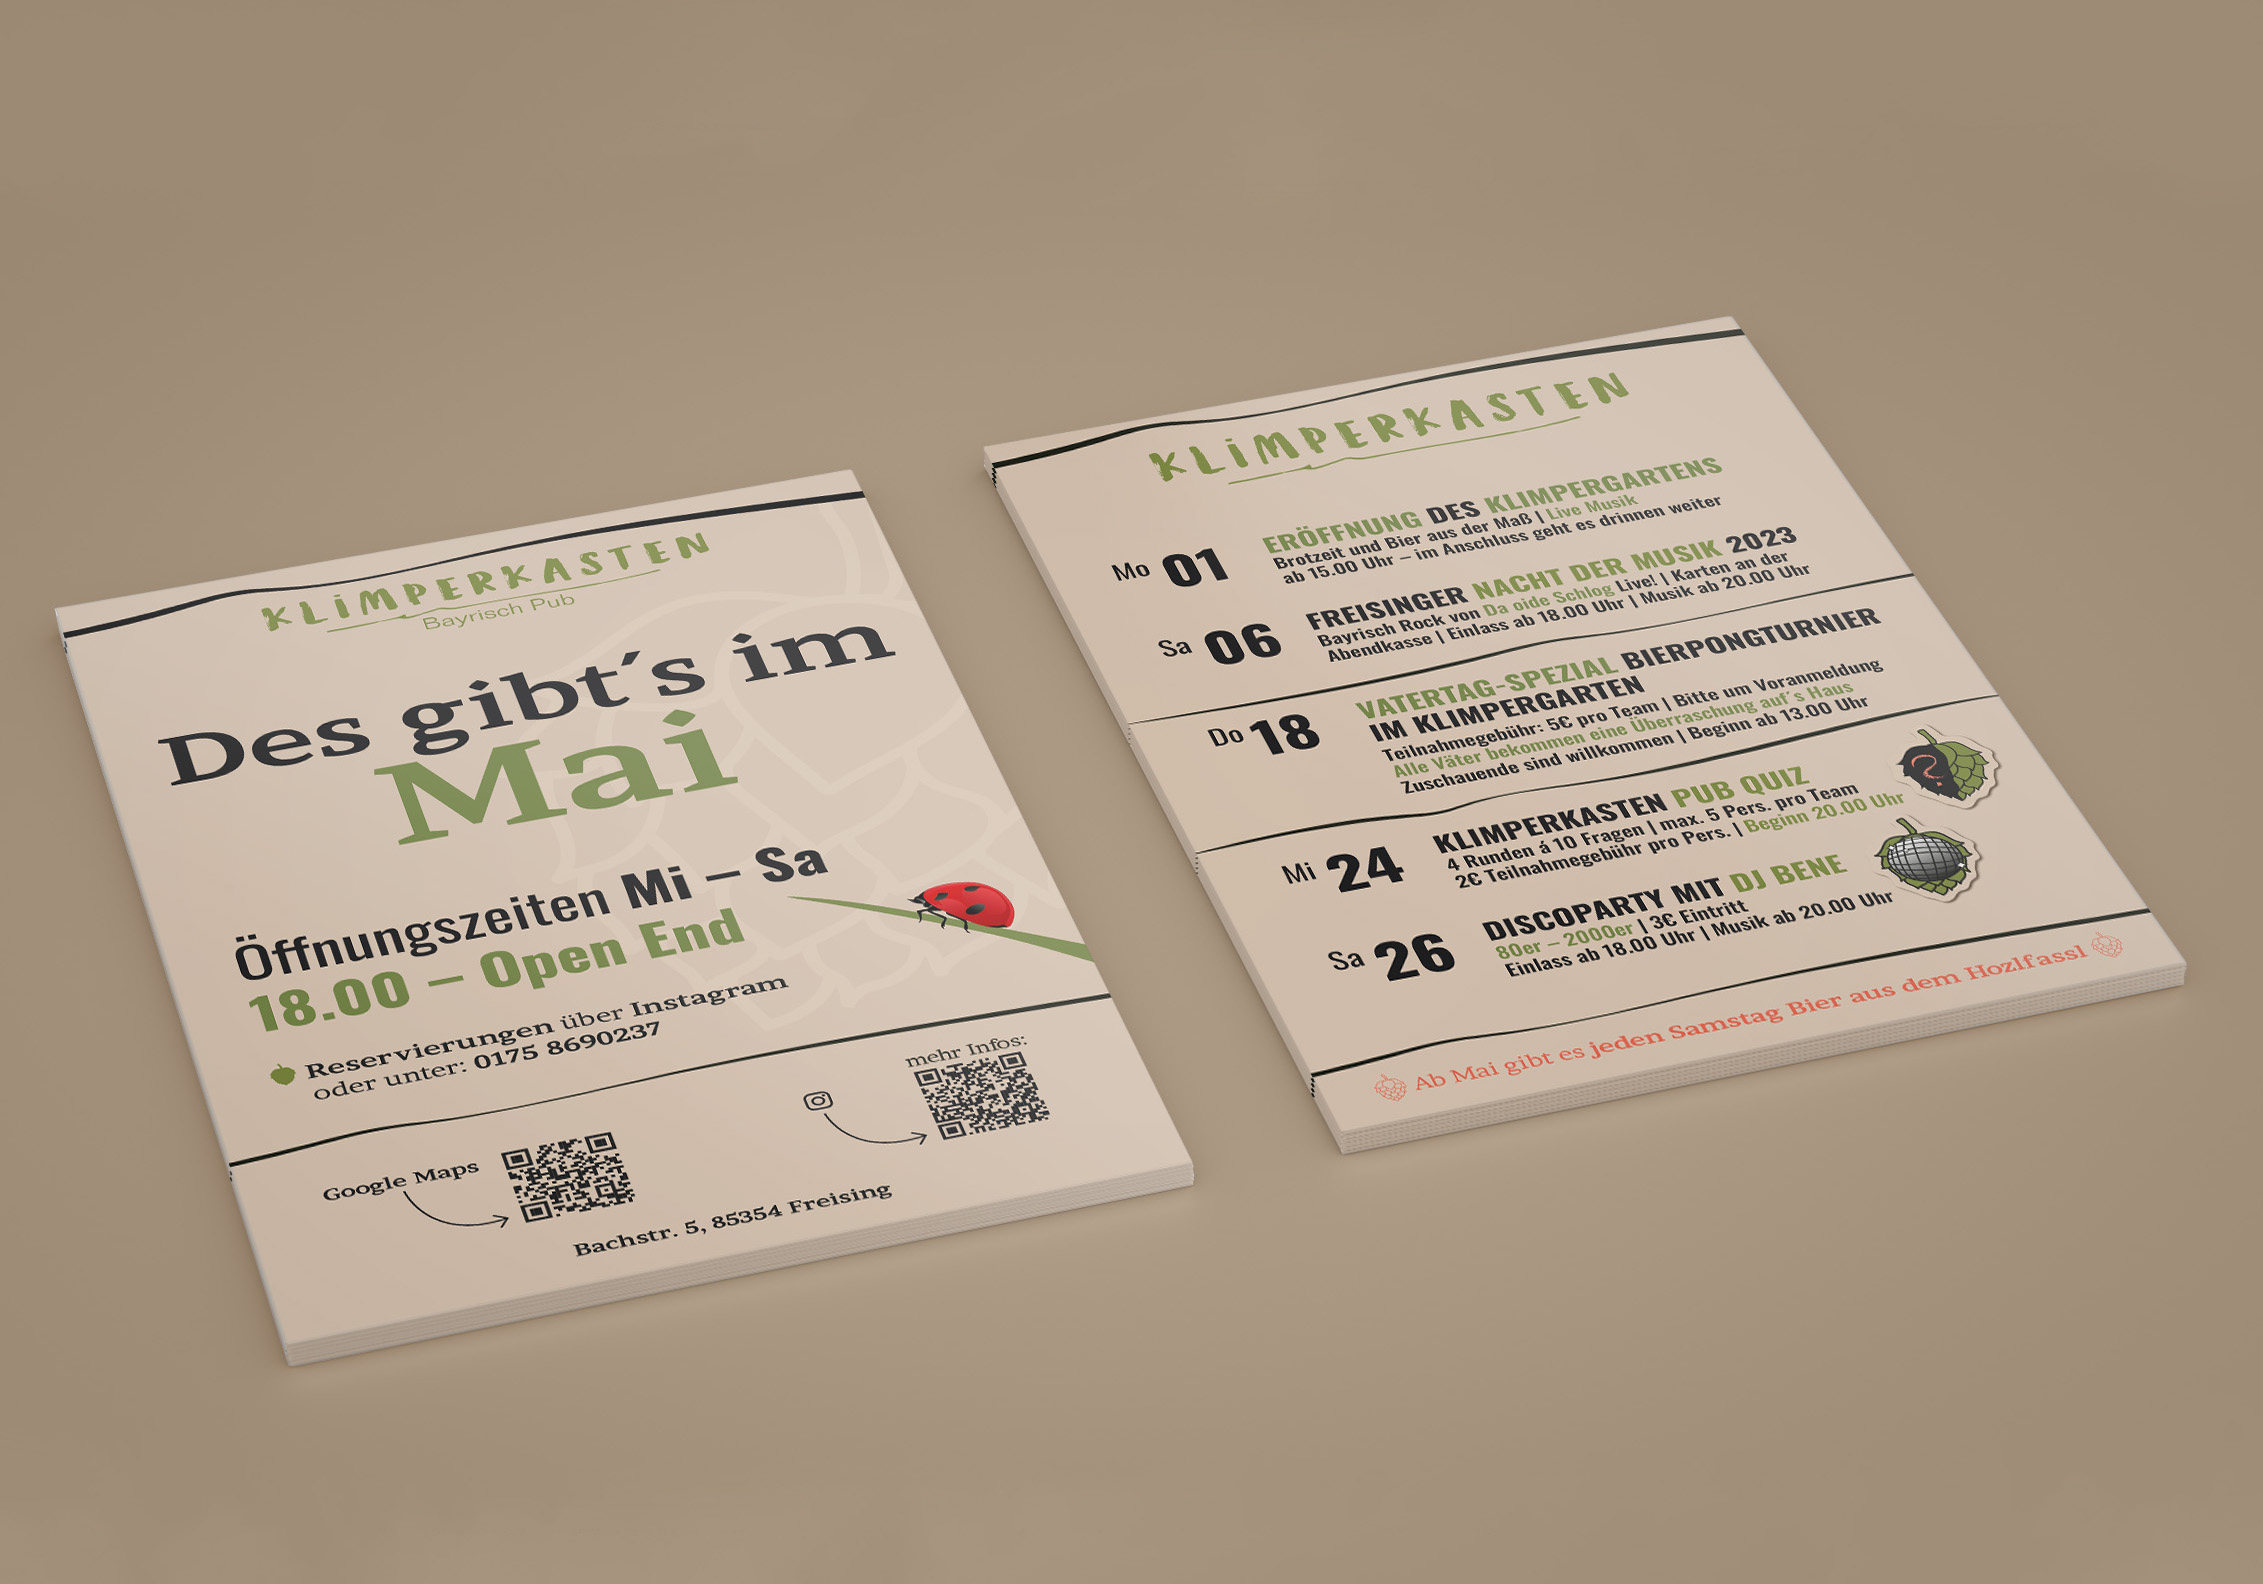 KLiMPERKASTEN
Bayrisch Pub
Des gibt´s im
Mai
Öffnungszeiten Mi – Sa
18.00 – Open End
Reservierungen über Instagram
oder unter: 0175 8690237
Google Maps
mehr Infos:
Bachstr. 5, 85354 Freising
KLiMPERKASTEN
Mo 01
ERÖFFNUNG DES KLIMPERGARTENS
Brotzeit und Bier aus der Maß | Live Musik
ab 15.00 Uhr – im Anschluss geht es drinnen weiter
Sa 06
FREISINGER NACHT DER MUSIK 2023
Bayrisch Rock von Da oide Schlog Live! | Karten an der
Abendkasse | Einlass ab 18.00 Uhr | Musik ab 20.00 Uhr
Do 18
VATERTAG-SPEZIAL BIERPONGTURNIER
IM KLIMPERGARTEN
Teilnahmegebühr: 5€ pro Team | Bitte um Voranmeldung
Alle Väter bekommen eine Überraschung auf´s Haus
Zuschauende sind willkommen | Beginn ab 13.00 Uhr
Mi 24
KLIMPERKASTEN PUB QUIZ
4 Runden á 10 Fragen | max. 5 Pers. pro Team
2€ Teilnahmegebühr pro Pers. | Beginn 20.00 Uhr
?
Sa 26
DISCOPARTY MIT DJ BENE
80er – 2000er | 3€ Eintritt
Einlass ab 18.00 Uhr | Musik ab 20.00 Uhr
Ab Mai gibt es jeden Samstag Bier aus dem Hozlfassl